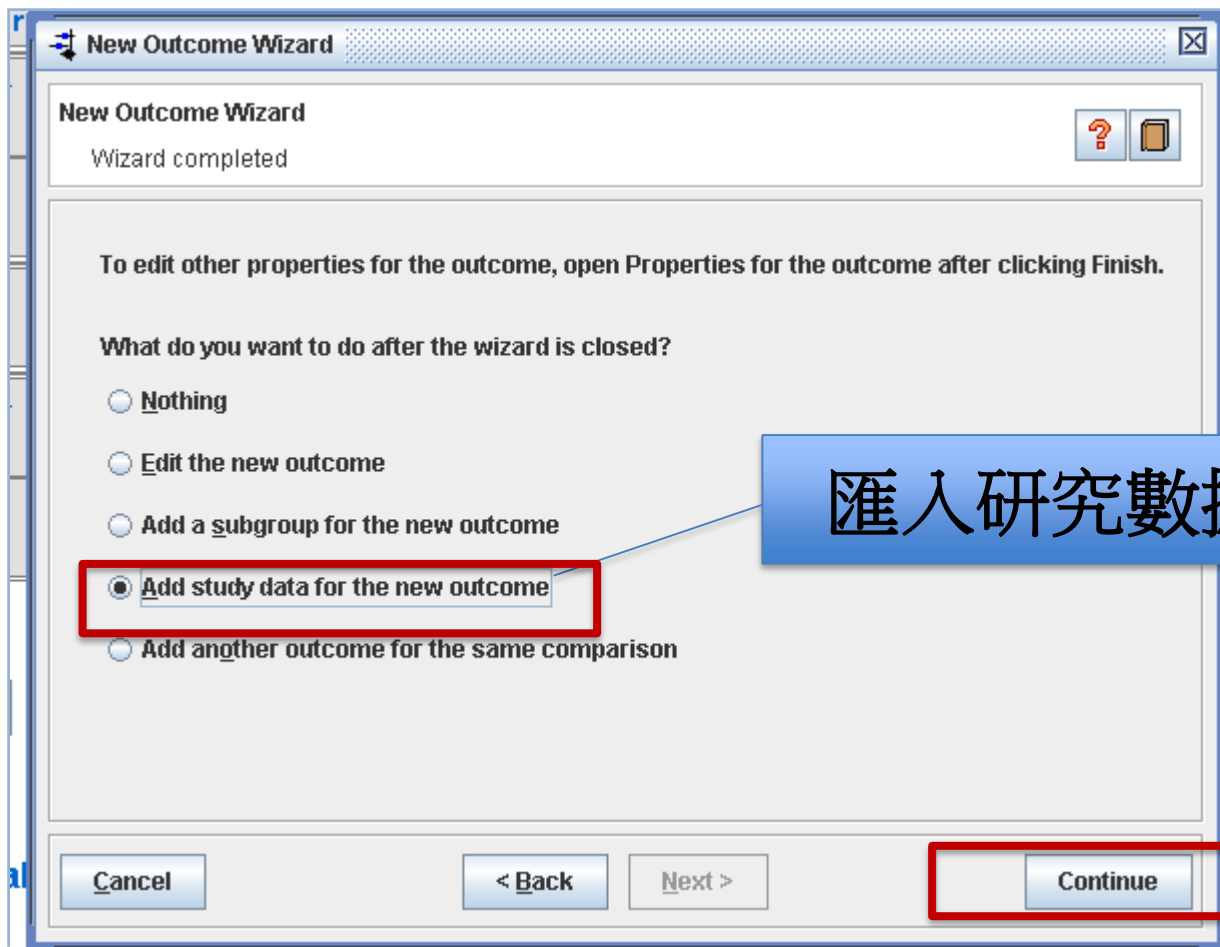 New Outcome Wizard
New Outcome Wizard
Wizard completed
To edit other properties for the outcome, open Properties for the outcome after clicking Finish.
What do you want to do after the wizard is closed?
Nothing
Edit the new outcome
Add a subgroup for the new outcome
匯入研究數
Add study data for the new outcome
Add another outcome for the same comparison
Cancel
< Back
Next >
Continue